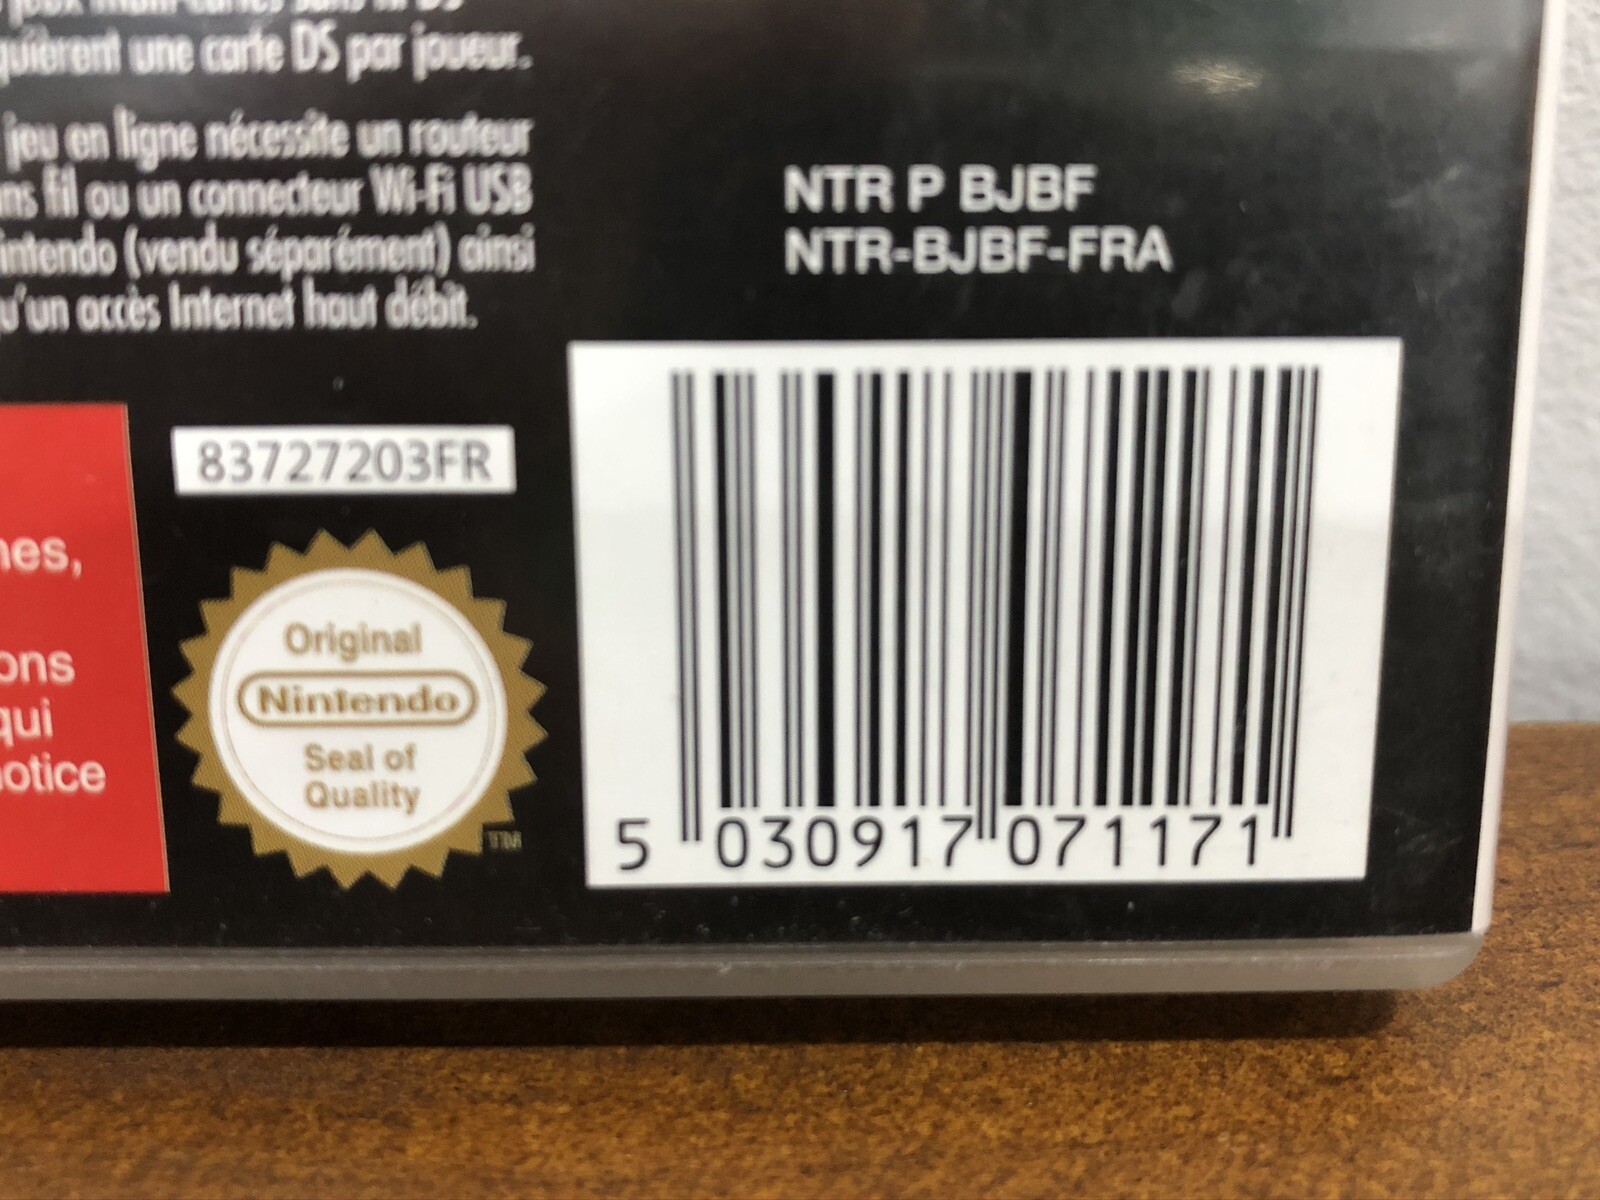 quièrent une carte DS par joueur.
jeu en ligne nécessite un routeur
ns fil ou un connecteur Wi-Fi USB
intendo (vendu séparément) ainsi
u'un accès Internet haut débit.
NTR P BJBF
NTR-BJBF-FRA
83727203FR
nes,
ons
qui
notice
Original
Nintendo
Seal of
Quality
TM
5 030917 071171